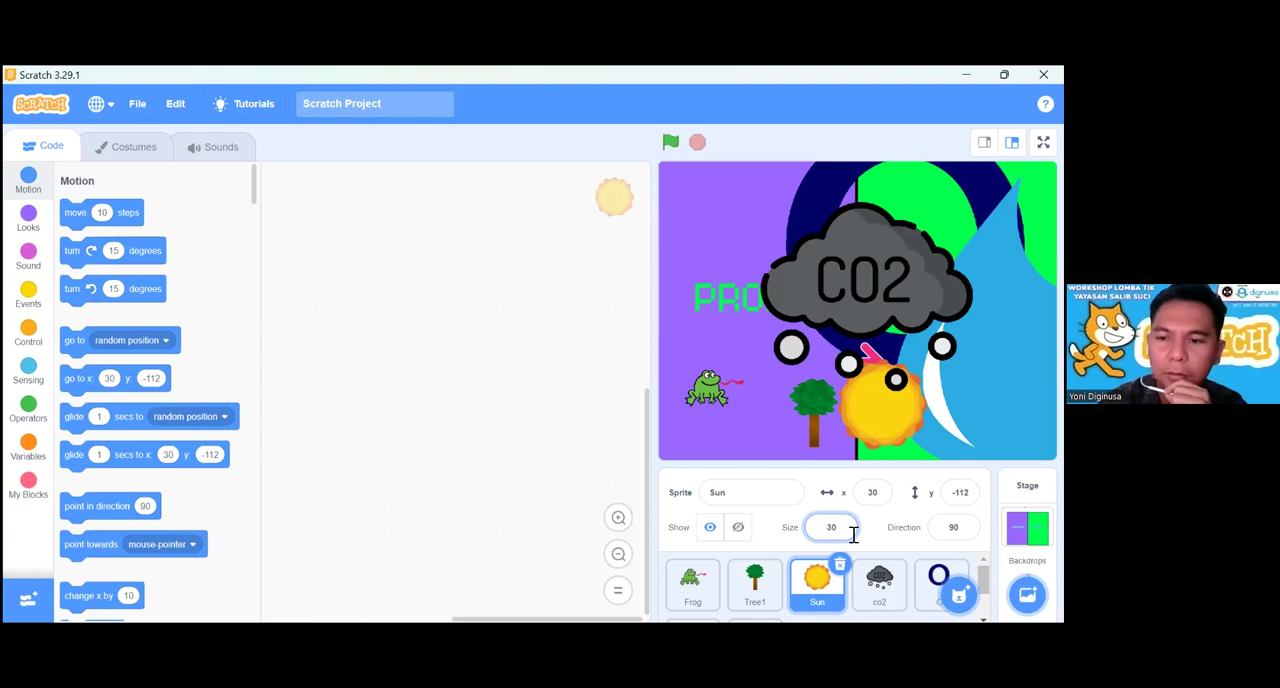 Scratch 3.29.1
SCRATCH File Edit Tutorials Scratch Project ?
Code Costumes Sounds
Motion
Looks
Sound
Events
Control
Sensing
Operators
Variables
My Blocks
Motion
move 10 steps
turn 15 degrees
turn 15 degrees
go to random position
go to x: 30 y: -112
glide 1 secs to random position
glide 1 secs to x: 30 y: -112
point in direction 90
point towards mouse-pointer
change x by 10
PRO
CO2
Sprite Sun x 30 y -112
Show Size 30 Direction 90
Frog Tree1 Sun co2
Stage
Backdrops
WORKSHOP LOMBA TIK
YAYASAN SALIB SUCI
diginusa
Yoni Diginusa